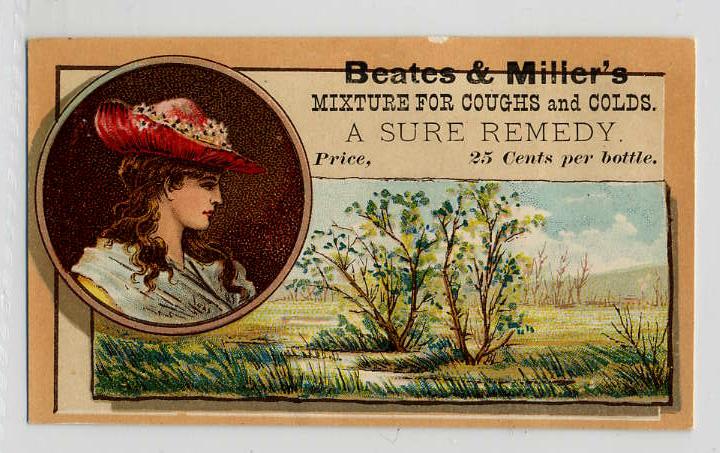 Beates & Miller's
MIXTURE FOR COUGHS and COLDS.
A SURE REMEDY.
Price, 25 Cents per bottle.